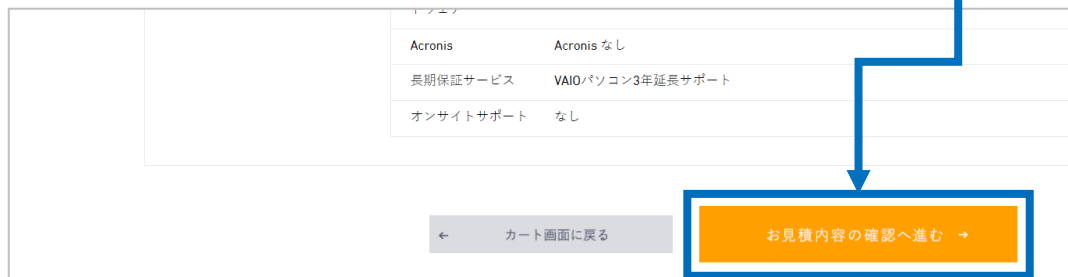 Acronis Acronis なし
長期保証サービス VAIOパソコン3年延長サポート
オンサイトサポート なし
← カート画面に戻る お見積内容の確認へ進む →